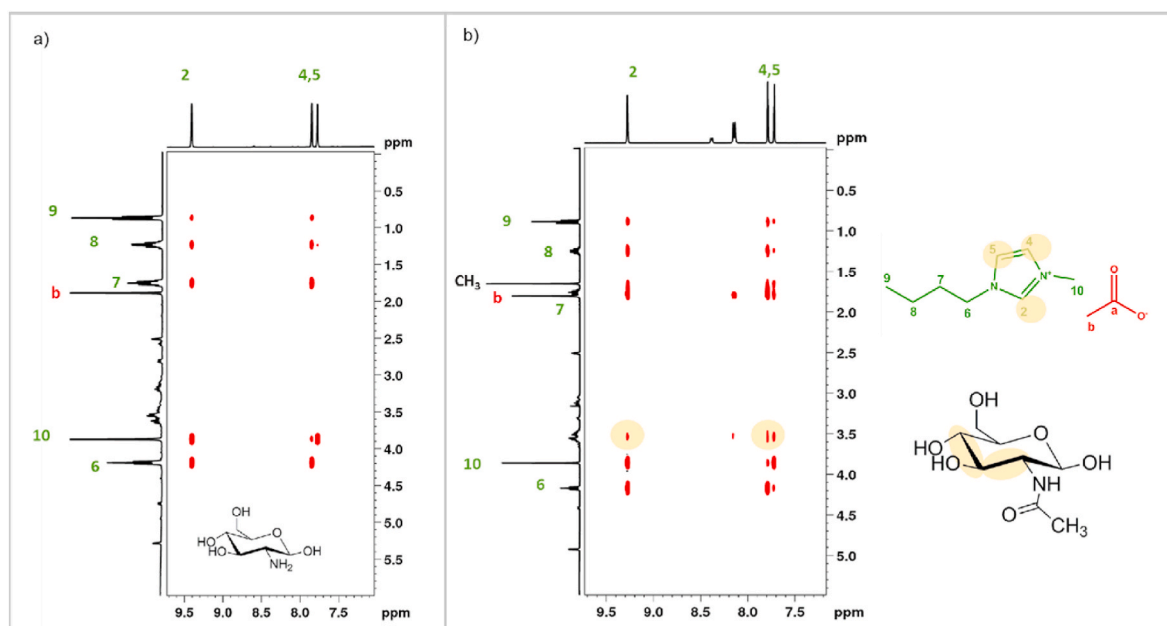 a)
2
4,5
ppm
9
8
7
b
10
6
0.5
1.0
1.5
2.0
2.5
3.0
3.5
4.0
4.5
5.0
5.5
OH
O
HO
HO
OH
NH2
9.5 9.0 8.5 8.0 7.5 ppm
b)
2
4,5
ppm
9
8
CH3
b
7
10
6
0.5
1.0
1.5
2.0
2.5
3.0
3.5
4.0
4.5
5.0
9.5 9.0 8.5 8.0 7.5 ppm
5
4
9
7
N
N+
10
8
6
2
O
a
b
O-
OH
O
HO
HO
OH
NH
O
CH3